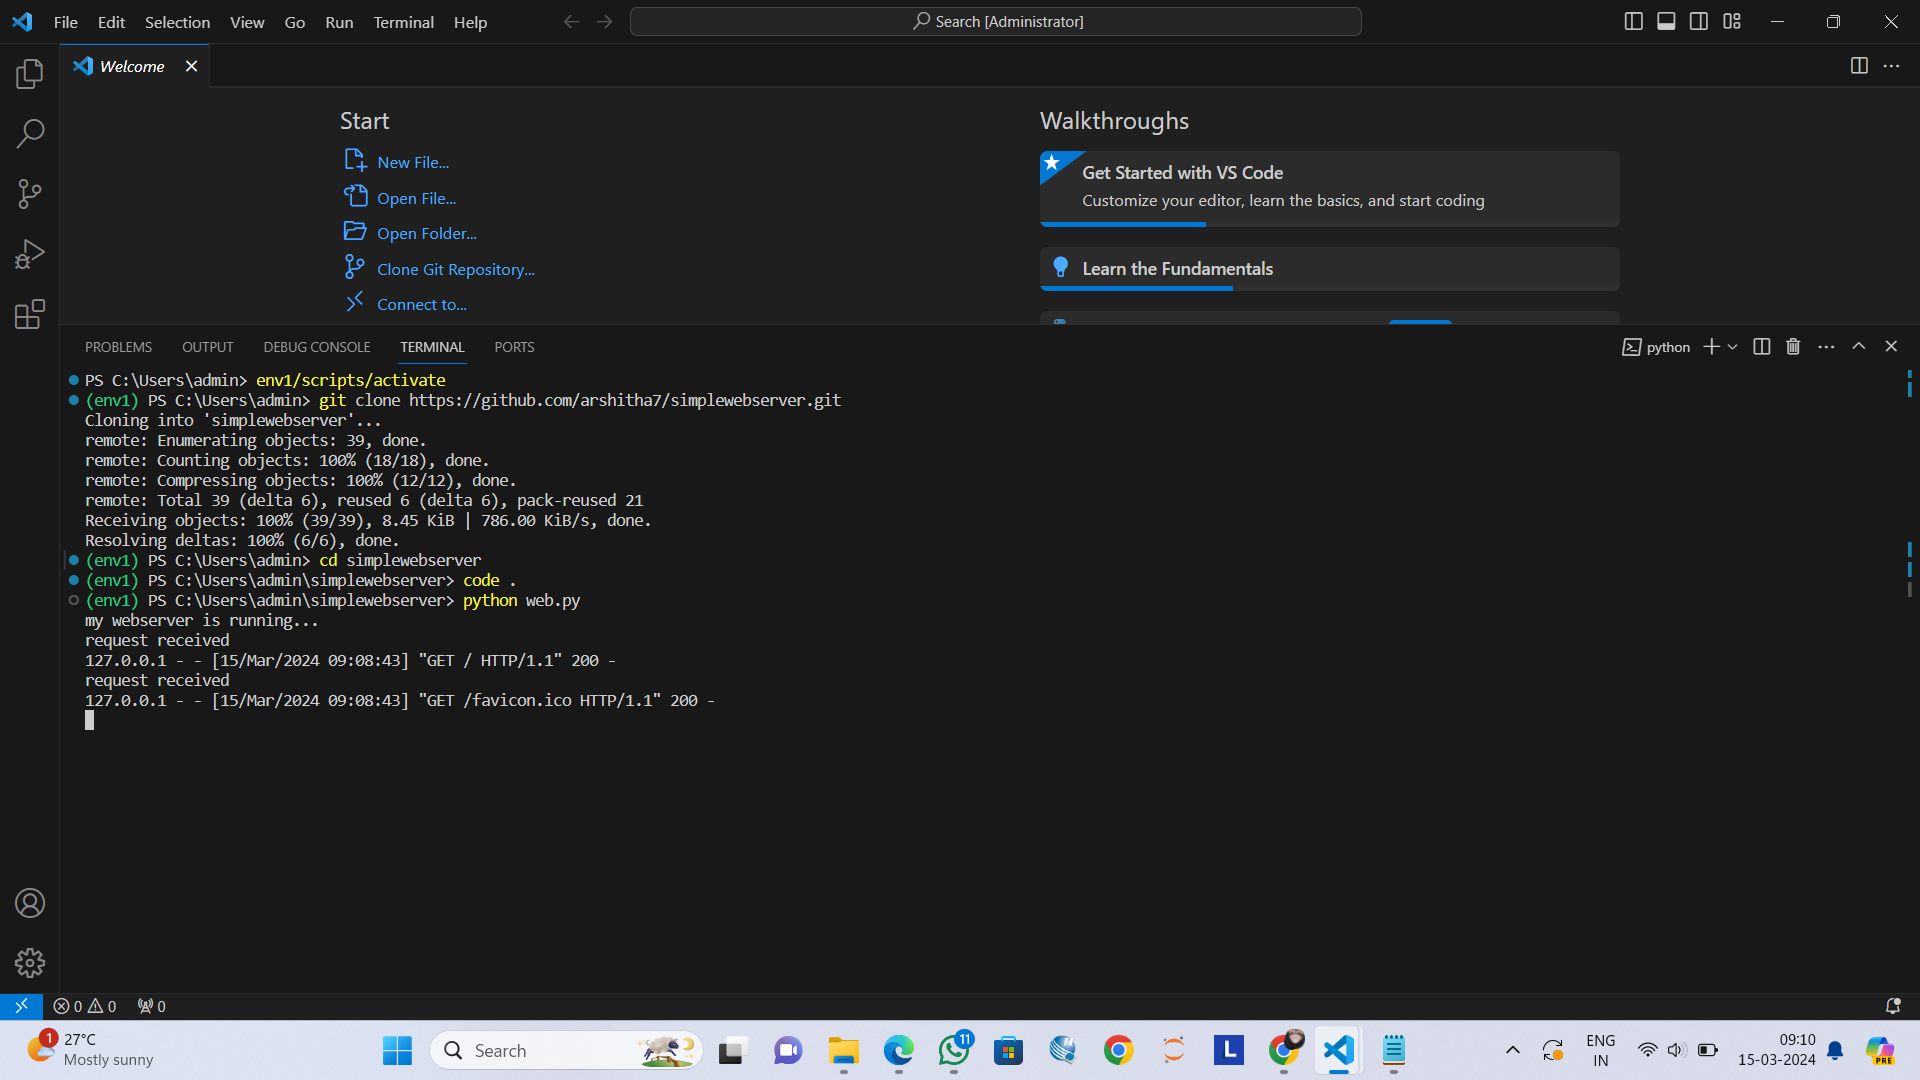 File Edit Selection View Go Run Terminal Help
Search [Administrator]
Welcome
Start
New File...
Open File...
Open Folder...
Clone Git Repository...
Connect to...
Walkthroughs
Get Started with VS Code
Customize your editor, learn the basics, and start coding
Learn the Fundamentals
PROBLEMS OUTPUT DEBUG CONSOLE TERMINAL PORTS
python
PS C:\Users\admin> env1/scripts/activate
(env1) PS C:\Users\admin> git clone https://github.com/arshitha7/simplewebserver.git
Cloning into 'simplewebserver'...
remote: Enumerating objects: 39, done.
remote: Counting objects: 100% (18/18), done.
remote: Compressing objects: 100% (12/12), done.
remote: Total 39 (delta 6), reused 6 (delta 6), pack-reused 21
Receiving objects: 100% (39/39), 8.45 KiB | 786.00 KiB/s, done.
Resolving deltas: 100% (6/6), done.
(env1) PS C:\Users\admin> cd simplewebserver
(env1) PS C:\Users\admin\simplewebserver> code .
(env1) PS C:\Users\admin\simplewebserver> python web.py
my webserver is running...
request received
127.0.0.1 - - [15/Mar/2024 09:08:43] "GET / HTTP/1.1" 200 -
request received
127.0.0.1 - - [15/Mar/2024 09:08:43] "GET /favicon.ico HTTP/1.1" 200 -
0 0 0
1
27°C
Mostly sunny
Search
11
L
ENG
IN
09:10
15-03-2024
PRE